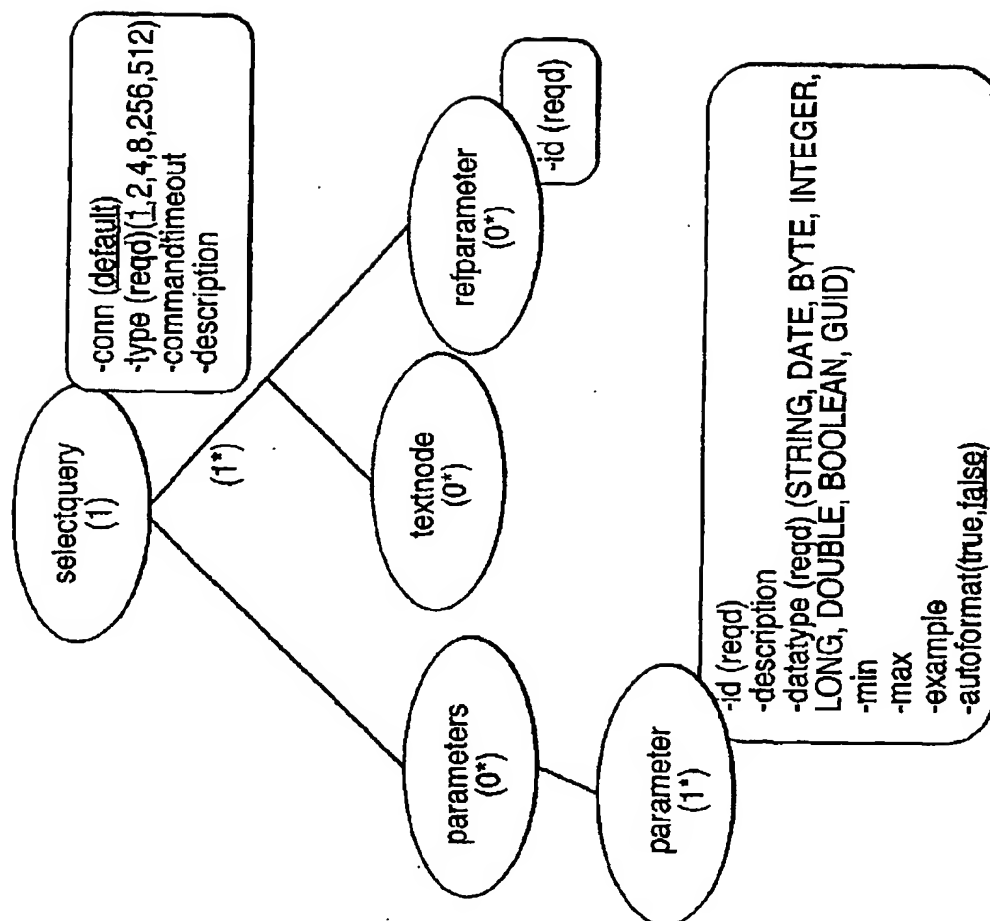 selectquery
(1)
-conn (default)
-type (reqd)(1,2,4,8,256,512)
-commandtimeout
-description
(1*)
parameters
(0*)
textnode
(0*)
refparameter
(0*)
-id (reqd)
parameter
(1*)
-id (reqd)
-description
-datatype (reqd) (STRING, DATE, BYTE, INTEGER,
LONG, DOUBLE, BOOLEAN, GUID)
-min
-max
-example
-autoformat(true,false)